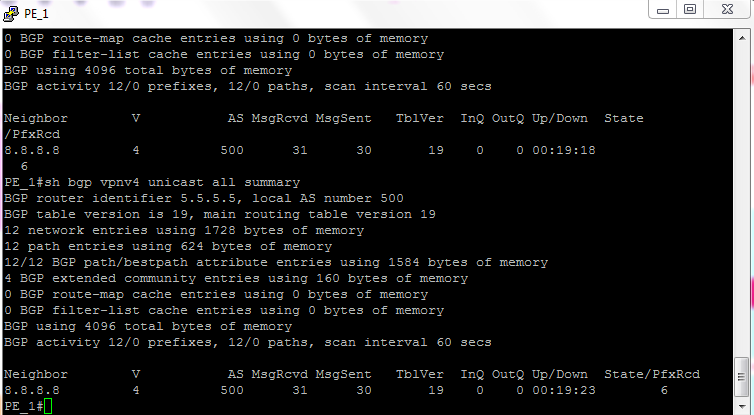 PE_1
0 BGP route-map cache entries using 0 bytes of memory
0 BGP filter-list cache entries using 0 bytes of memory
BGP using 4096 total bytes of memory
BGP activity 12/0 prefixes, 12/0 paths, scan interval 60 secs
Neighbor V AS MsgRcvd MsgSent TblVer InQ OutQ Up/Down State
/PfxRcd
8.8.8.8 4 500 31 30 19 0 0 00:19:18
6
PE_1#sh bgp vpnv4 unicast all summary
BGP router identifier 5.5.5.5, local AS number 500
BGP table version is 19, main routing table version 19
12 network entries using 1728 bytes of memory
12 path entries using 624 bytes of memory
12/12 BGP path/bestpath attribute entries using 1584 bytes of memory
4 BGP extended community entries using 160 bytes of memory
0 BGP route-map cache entries using 0 bytes of memory
0 BGP filter-list cache entries using 0 bytes of memory
BGP using 4096 total bytes of memory
BGP activity 12/0 prefixes, 12/0 paths, scan interval 60 secs
Neighbor V AS MsgRcvd MsgSent TblVer InQ OutQ Up/Down State/PfxRcd
8.8.8.8 4 500 31 30 19 0 0 00:19:23 6
PE_1#